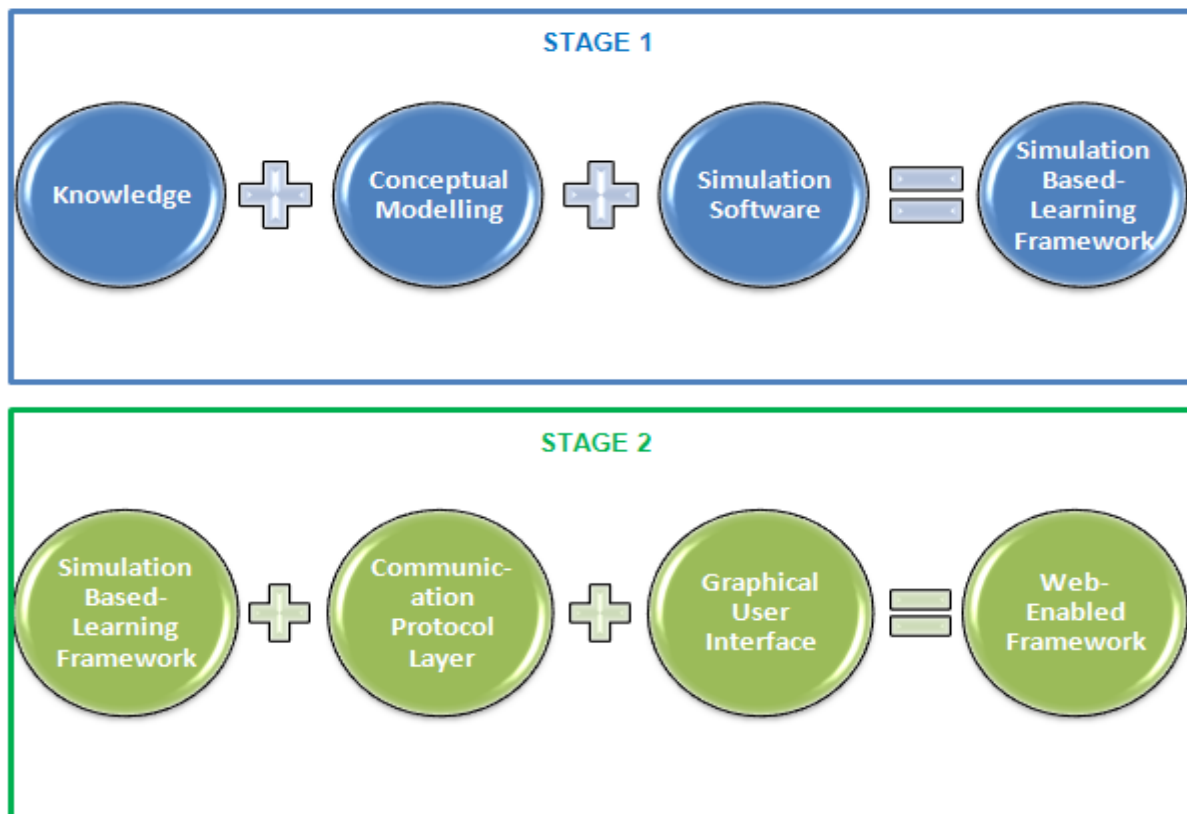 STAGE 1
Knowledge
Conceptual
Modelling
Simulation
Software
Simulation
Based-
Learning
Framework
STAGE 2
Simulation
Based-
Learning
Framework
Communic-
ation
Protocol
Layer
Graphical
User
Interface
Web-
Enabled
Framework